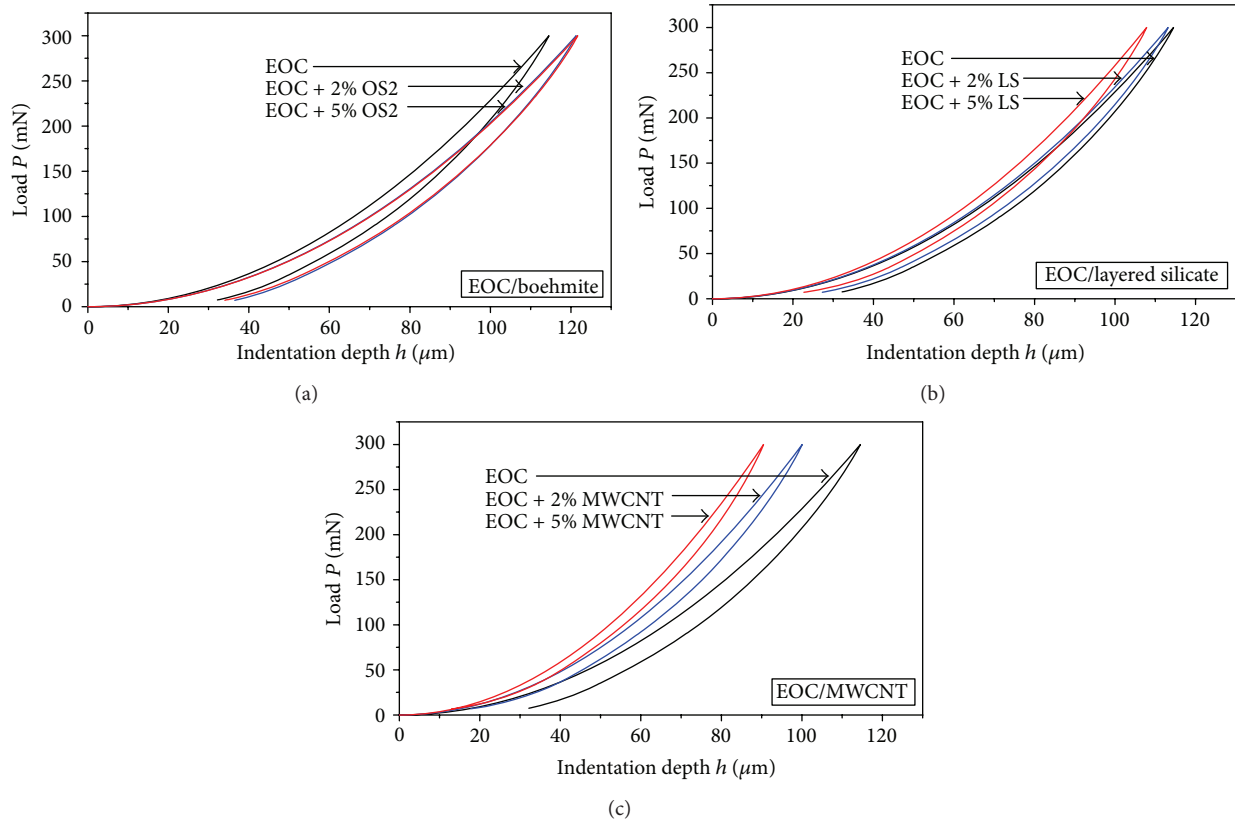 300
250
200
150
100
50
0
Load P (mN)
EOC
EOC + 2% OS2
EOC + 5% OS2
EOC/boehmite
0 20 40 60 80 100 120
Indentation depth h (μm)
(a)
300
250
200
150
100
50
0
Load P (mN)
EOC
EOC + 2% LS
EOC + 5% LS
EOC/layered silicate
0 20 40 60 80 100 120
Indentation depth h (μm)
(b)
300
250
200
150
100
50
0
Load P (mN)
EOC
EOC + 2% MWCNT
EOC + 5% MWCNT
EOC/MWCNT
0 20 40 60 80 100 120
Indentation depth h (μm)
(c)